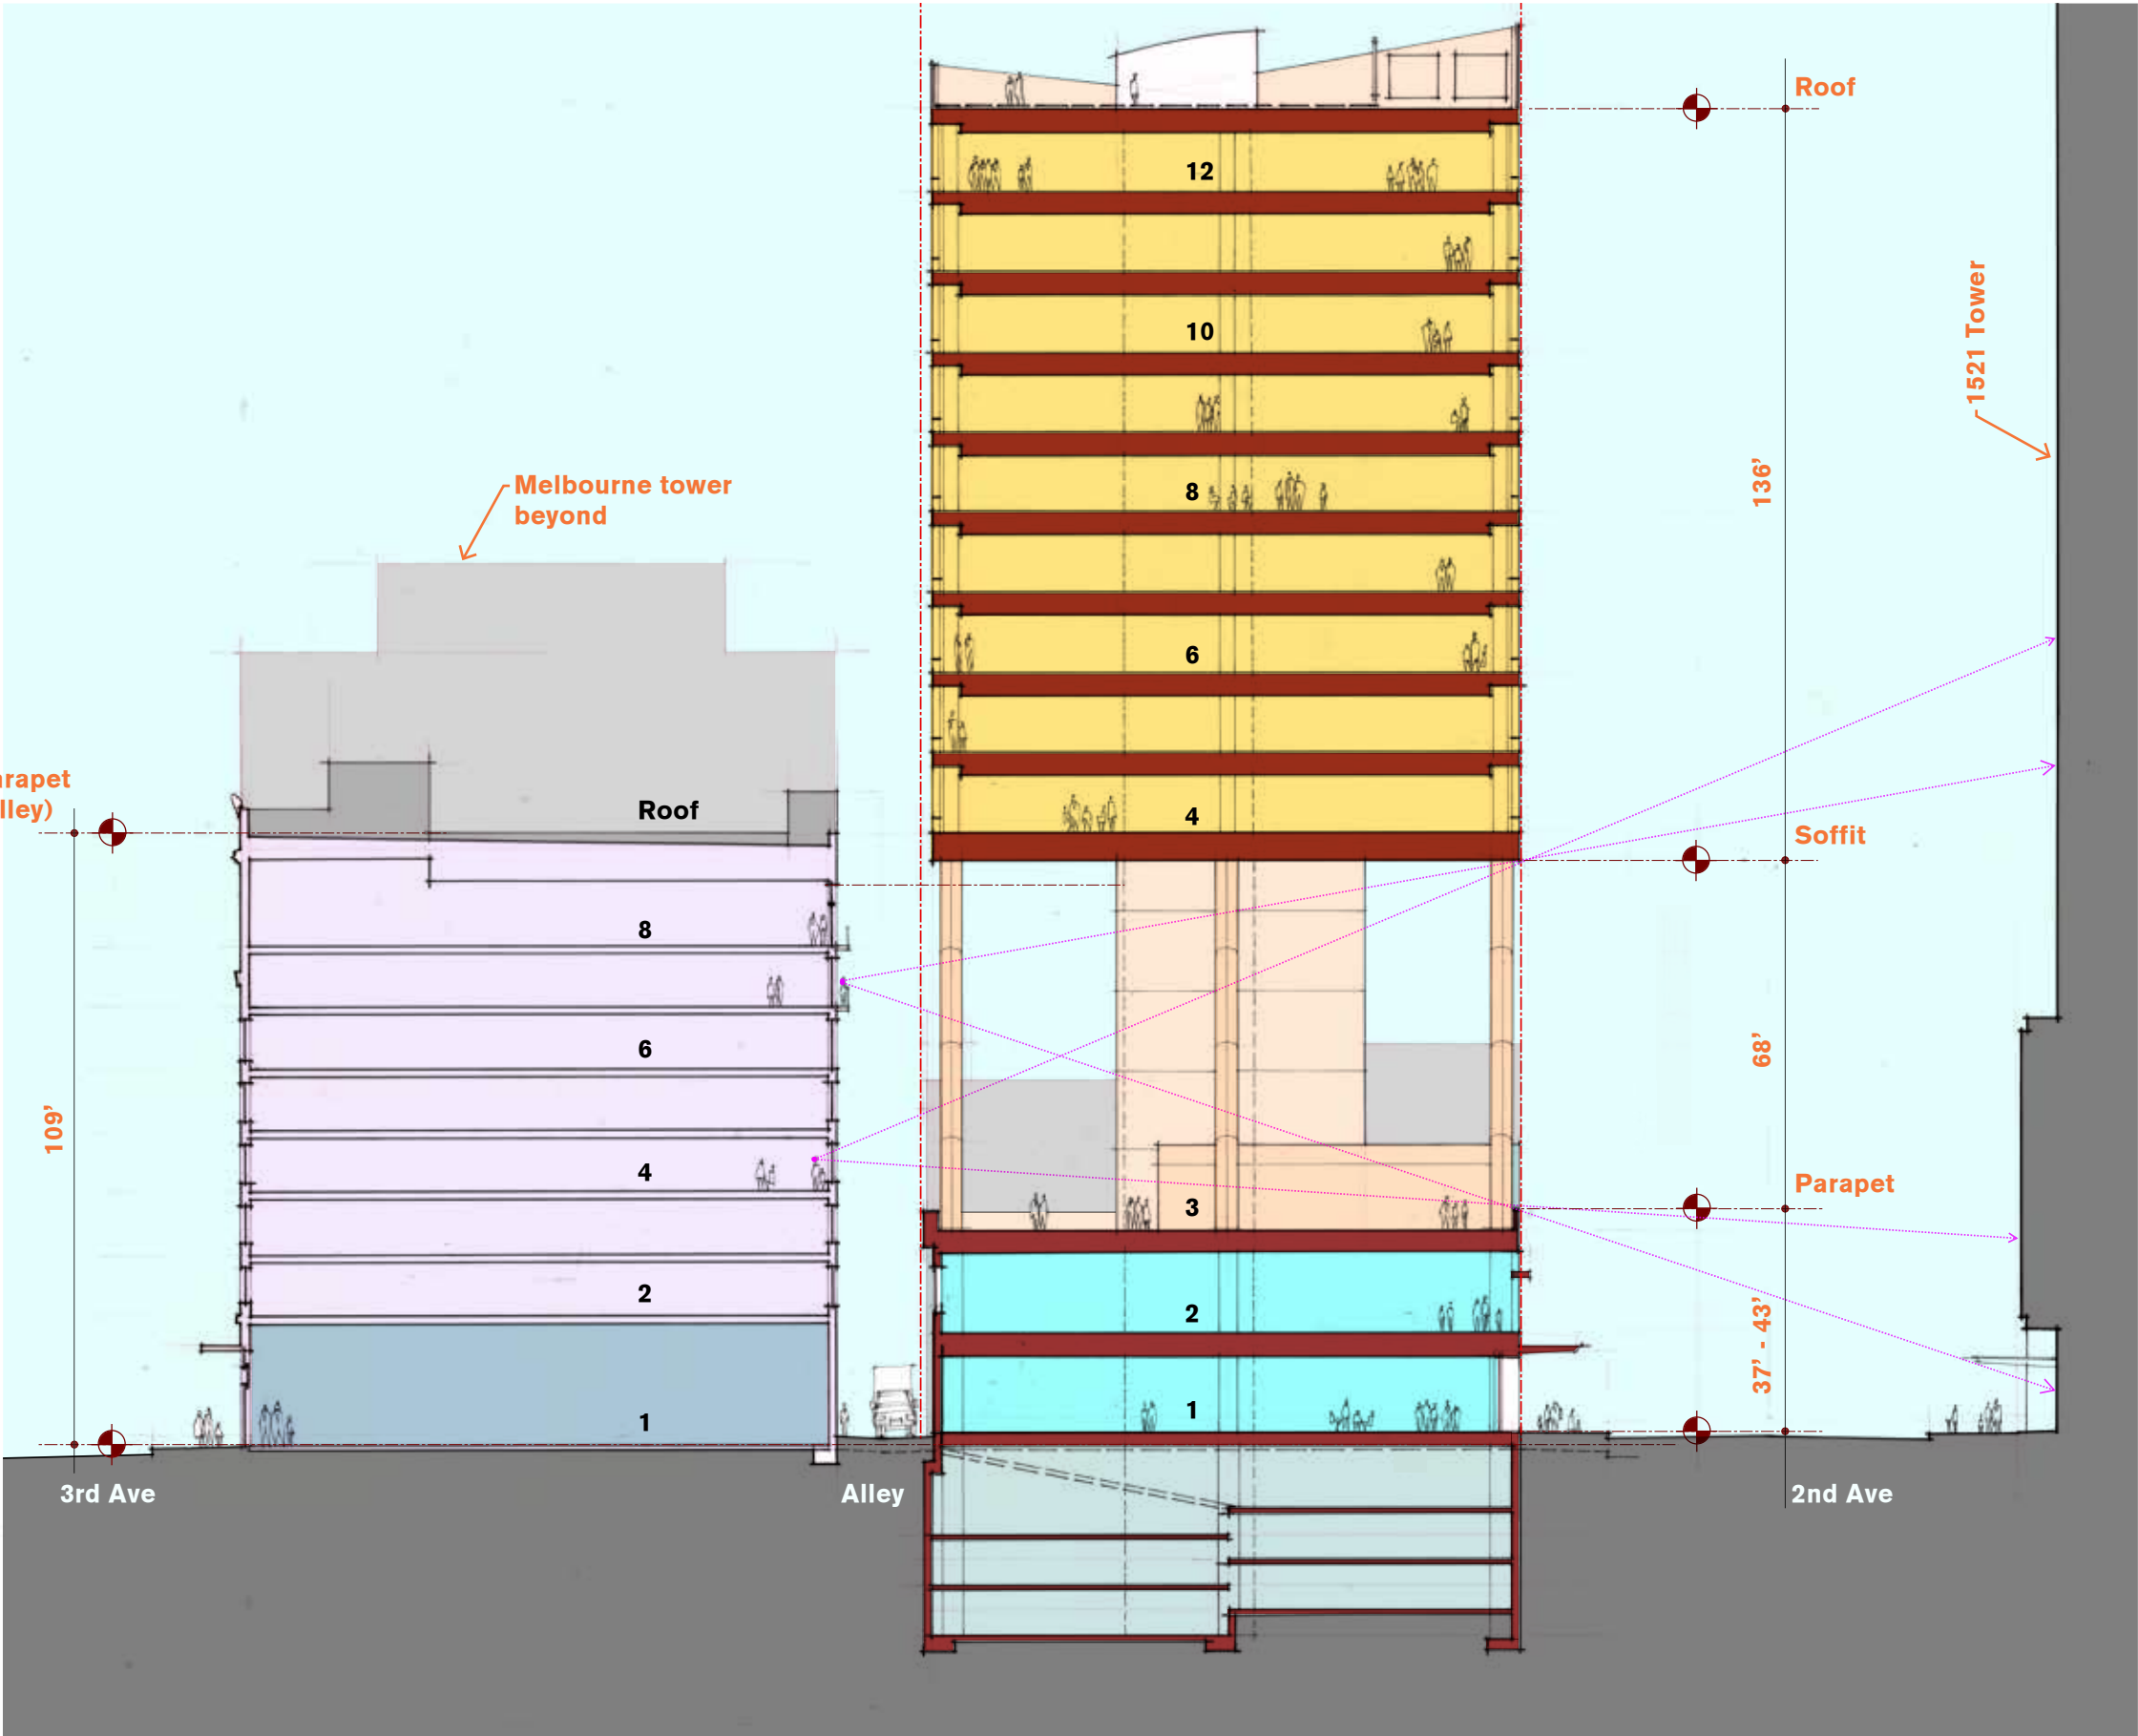 Roof
12
10
1521 Tower
136'
Melbourne tower
beyond
8
6
arapet
lley)
Roof
4
Soffit
8
6
68'
109'
4
3
Parapet
2
2
37' - 43'
1
1
3rd Ave
Alley
2nd Ave